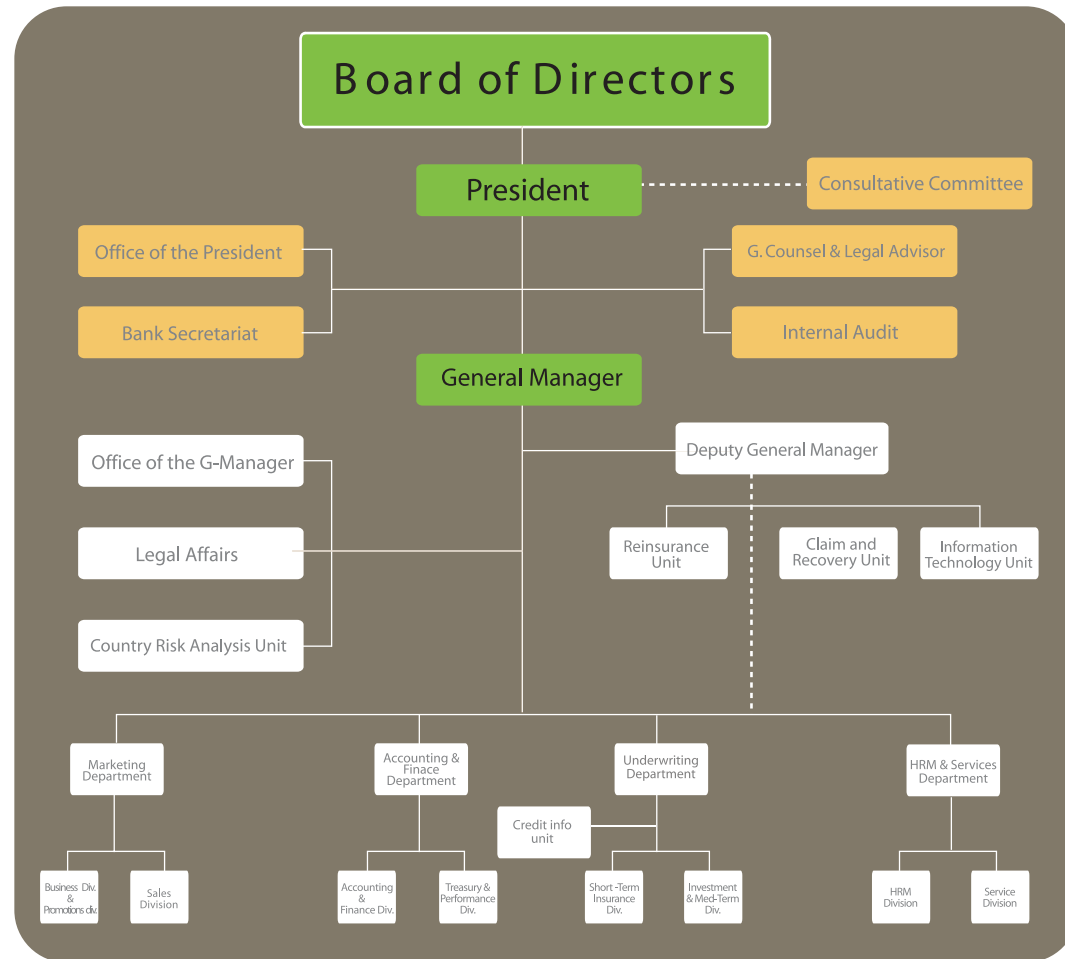 Board of Directors
President
Consultative Committee
Office of the President
G. Counsel & Legal Advisor
Bank Secretariat
Internal Audit
General Manager
Office of the G-Manager
Deputy General Manager
Legal Affairs
Reinsurance
Unit
Claim and
Recovery Unit
Information
Technology Unit
Country Risk Analysis Unit
Marketing
Department
Accounting &
Finace
Department
Underwriting
Department
HRM & Services
Department
Credit info
unit
Business Div.
&
Promotions div.
Sales
Division
Accounting
&
Finance Div.
Treasury &
Performance
Div.
Short -Term
Insurance
Div.
Investment
& Med-Term
Div.
HRM
Division
Service
Division